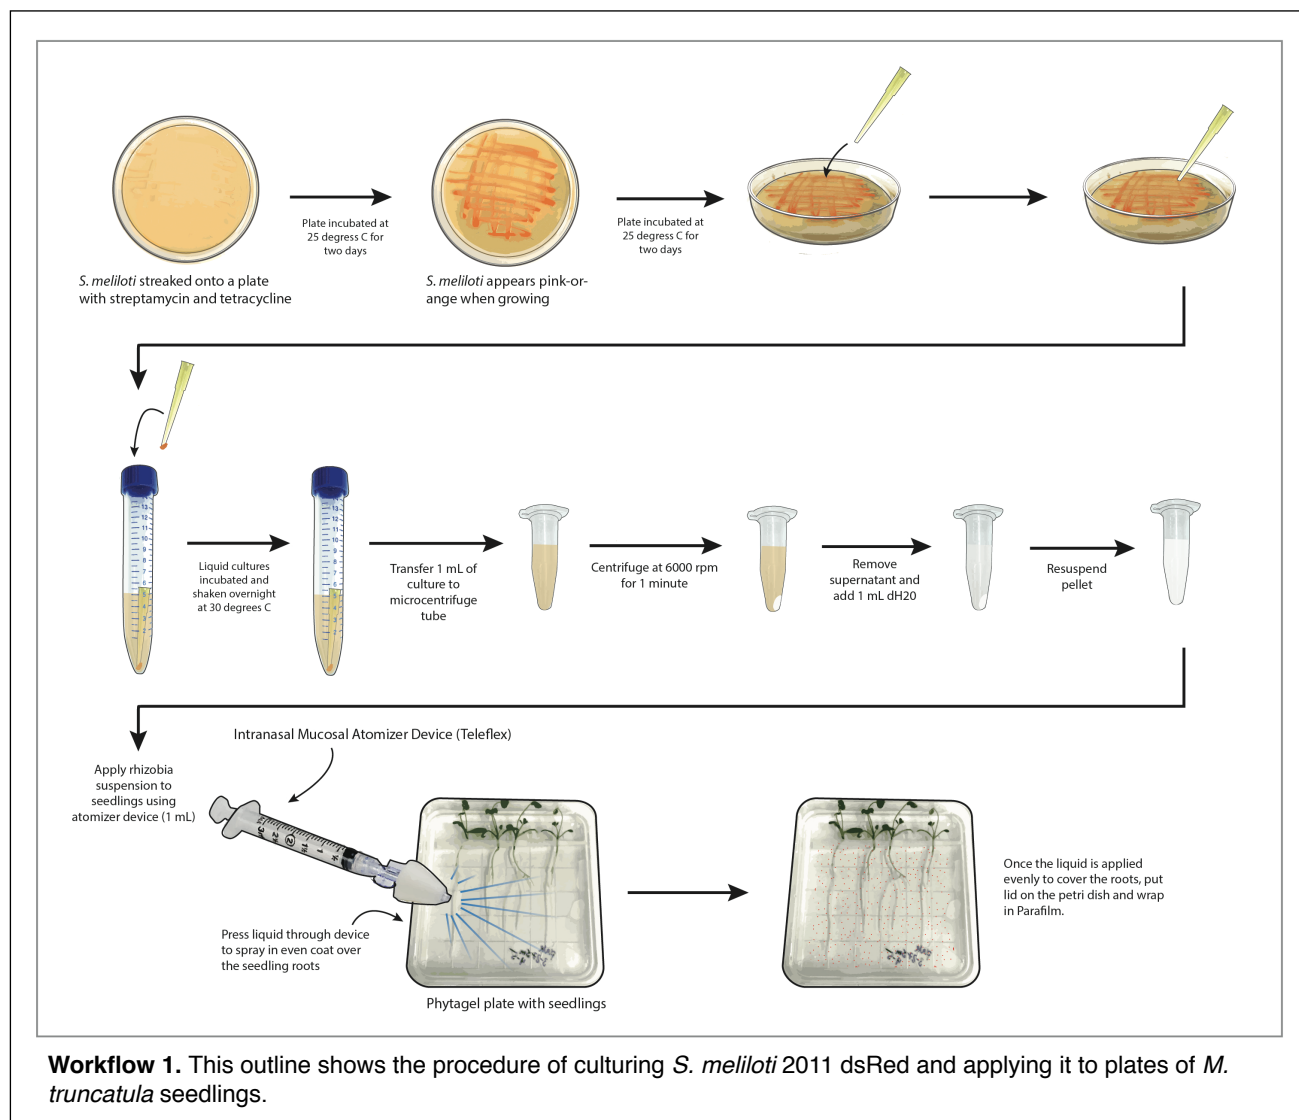 S. meliloti streaked onto a plate
with streptamycin and tetracycline
Plate incubated at
25 degress C for
two days
S. meliloti appears pink-or-
ange when growing
Plate incubated at
25 degress C for
two days
Liquid cultures
incubated and
shaken overnight
at 30 degrees C
Transfer 1 mL of
culture to
microcentrifuge
tube
Centrifuge at 6000 rpm
for 1 minute
Remove
supernatant and
add 1 mL dH20
Resuspend
pellet
Apply rhizobia
suspension to
seedlings using
atomizer device (1 mL)
Intranasal Mucosal Atomizer Device (Teleflex)
Press liquid through device
to spray in even coat over
the seedling roots
Phytagel plate with seedlings
Once the liquid is applied
evenly to cover the roots, put
lid on the petri dish and wrap
in Parafilm.
Workflow 1. This outline shows the procedure of culturing S. meliloti 2011 dsRed and applying it to plates of M.
truncatula seedlings.